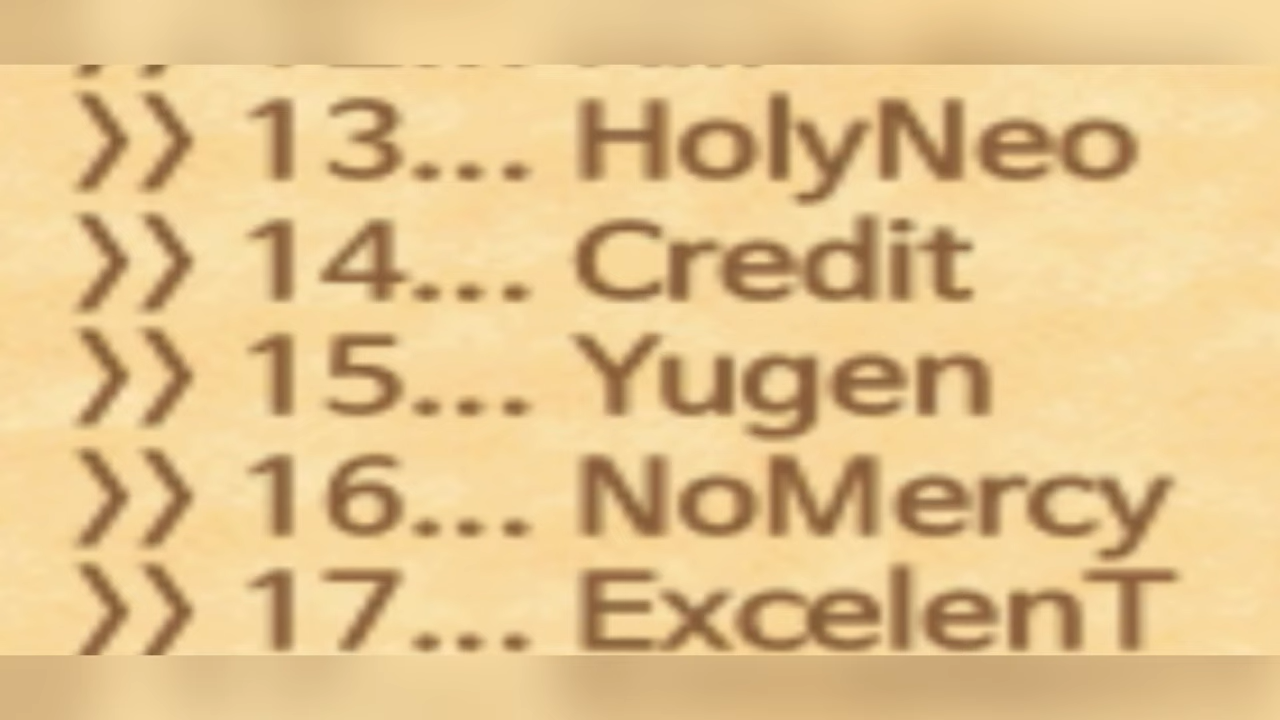 》 13... HolyNeo
》 14... Credit
》 15... Yugen
》 16... NoMercy
》 17... ExcelenT